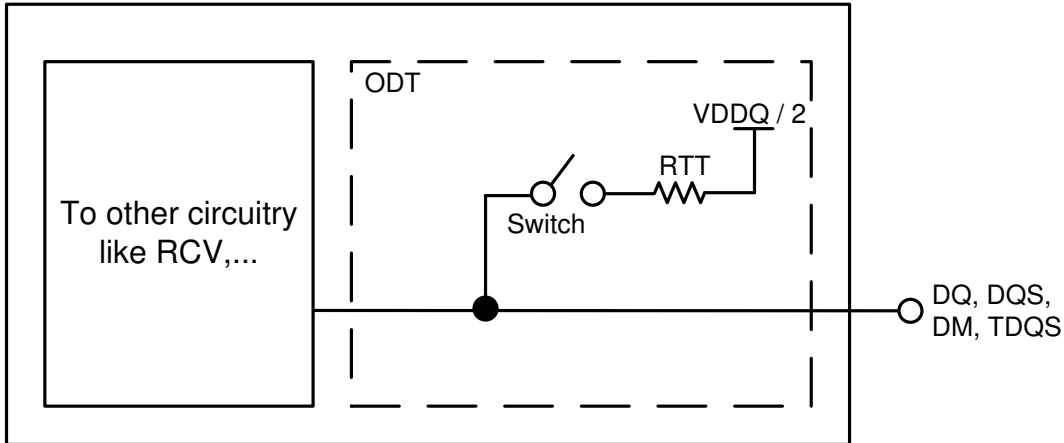 ODT
VDDQ / 2
RTT
Switch
To other circuitry
like RCV,...
DQ, DQS,
DM, TDQS